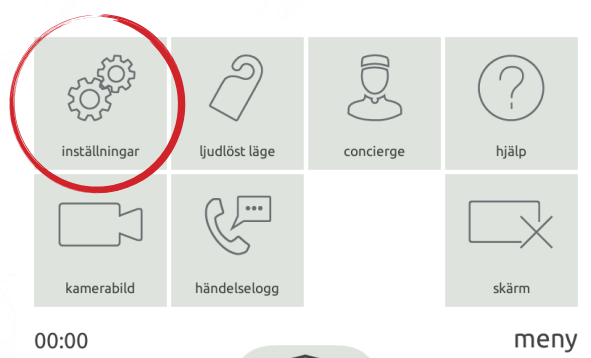 inställningar ljudlöst läge concierge hjälp
kamerabild händelselogg skärm
00:00 meny